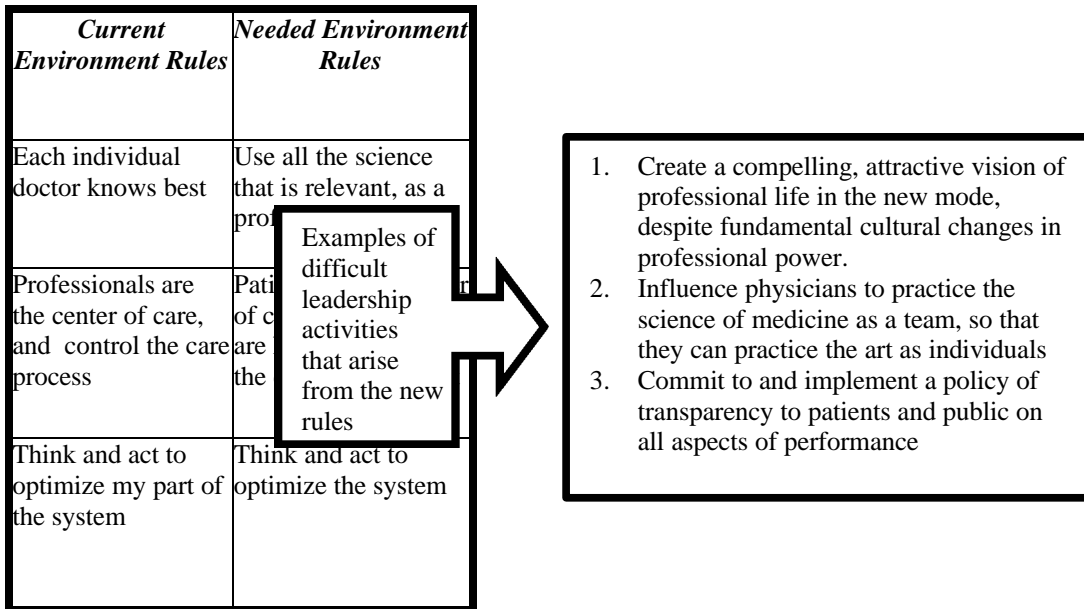 Current
Environment Rules
Needed Environment
Rules
Each individual
doctor knows best
Use all the science
that is relevant, as a
Professionals are
the center of care,
and control the care
process
of
are
the
Think and act to
optimize my part of
the system
Think and act to
optimize the system
Examples of
difficult
leadership
activities
that arise
from the new
rules
1. Create a compelling, attractive vision of
professional life in the new mode,
despite fundamental cultural changes in
professional power.
2. Influence physicians to practice the
science of medicine as a team, so that
they can practice the art as individuals
3. Commit to and implement a policy of
transparency to patients and public on
all aspects of performance